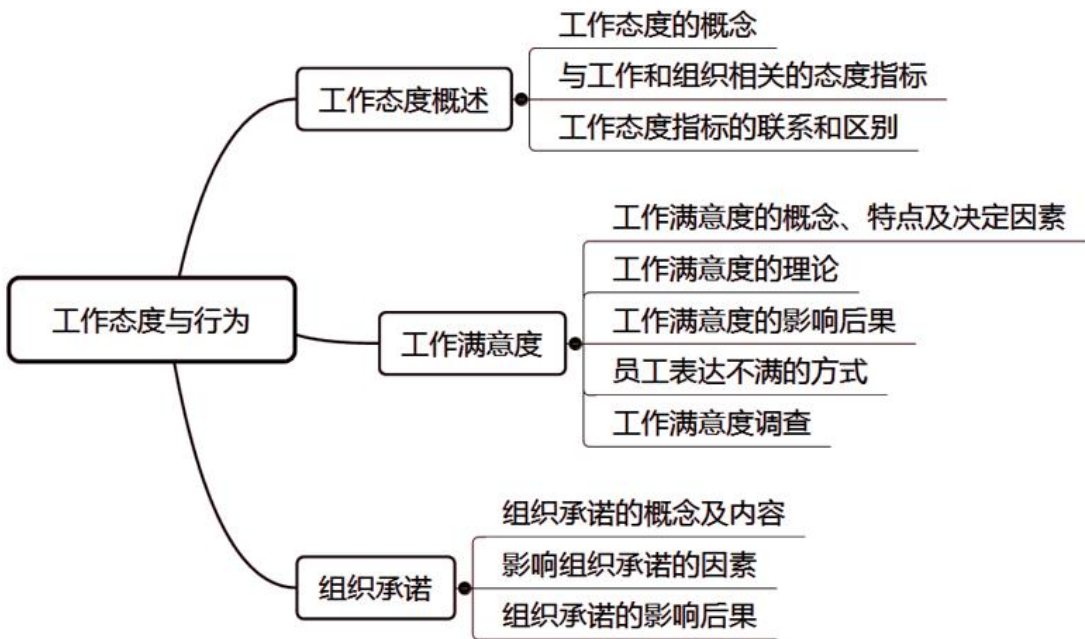 工作态度与行为
工作态度概述
工作态度的概念
与工作和组织相关的态度指标
工作态度指标的联系和区别
工作满意度
工作满意度的概念、特点及决定因素
工作满意度的理论
工作满意度的影响后果
员工表达不满的方式
工作满意度调查
组织承诺
组织承诺的概念及内容
影响组织承诺的因素
组织承诺的影响后果